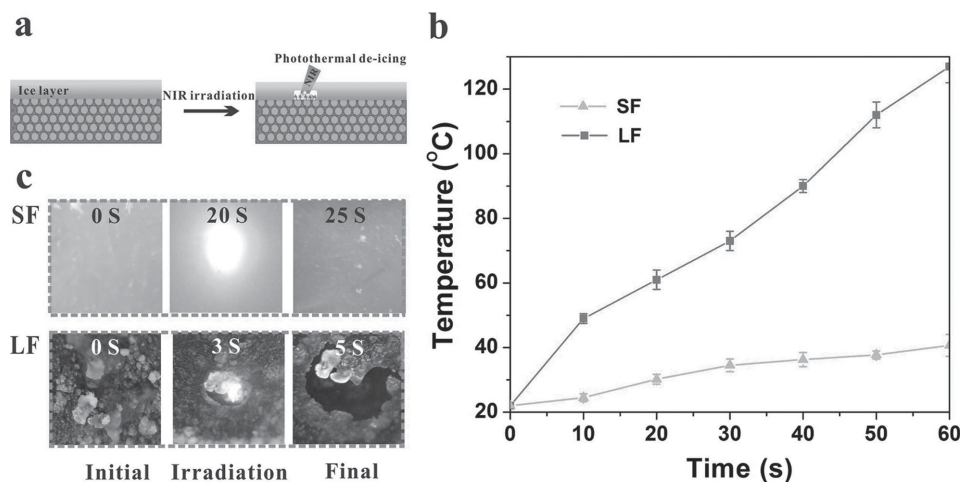 a
Photothermal de-icing
NIR
Ice layer
NIR irradiation
b
Temperature (°C)
120
100
80
60
40
20
SF
LF
0
10
20
30
40
50
60
Time (s)
c
SF
0 S
20 S
25 S
LF
0 S
3 S
5 S
Initial
Irradiation
Final